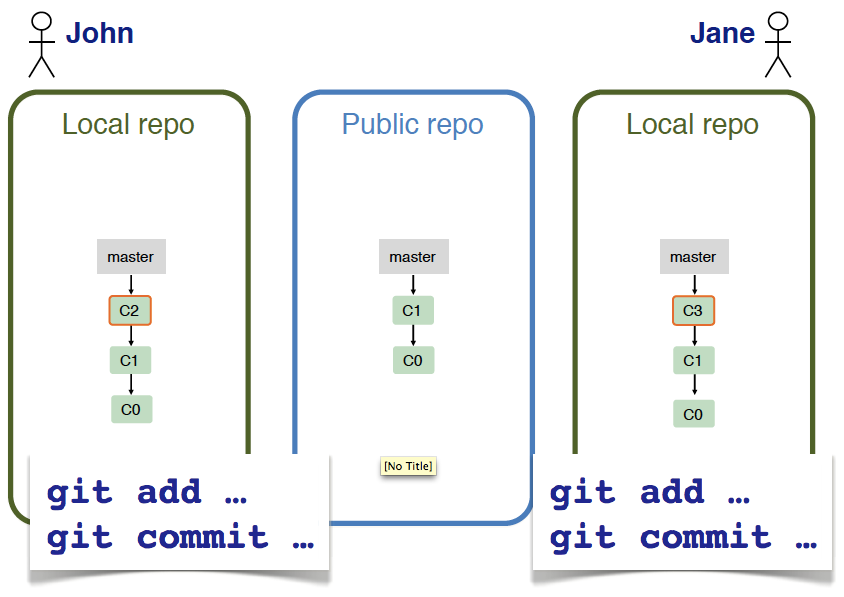 John
Jane
Local repo
Public repo
Local repo
master
C2
C1
C0
master
C1
C0
master
C3
C1
C0
[No Title]
git add …
git commit …
git add …
git commit …